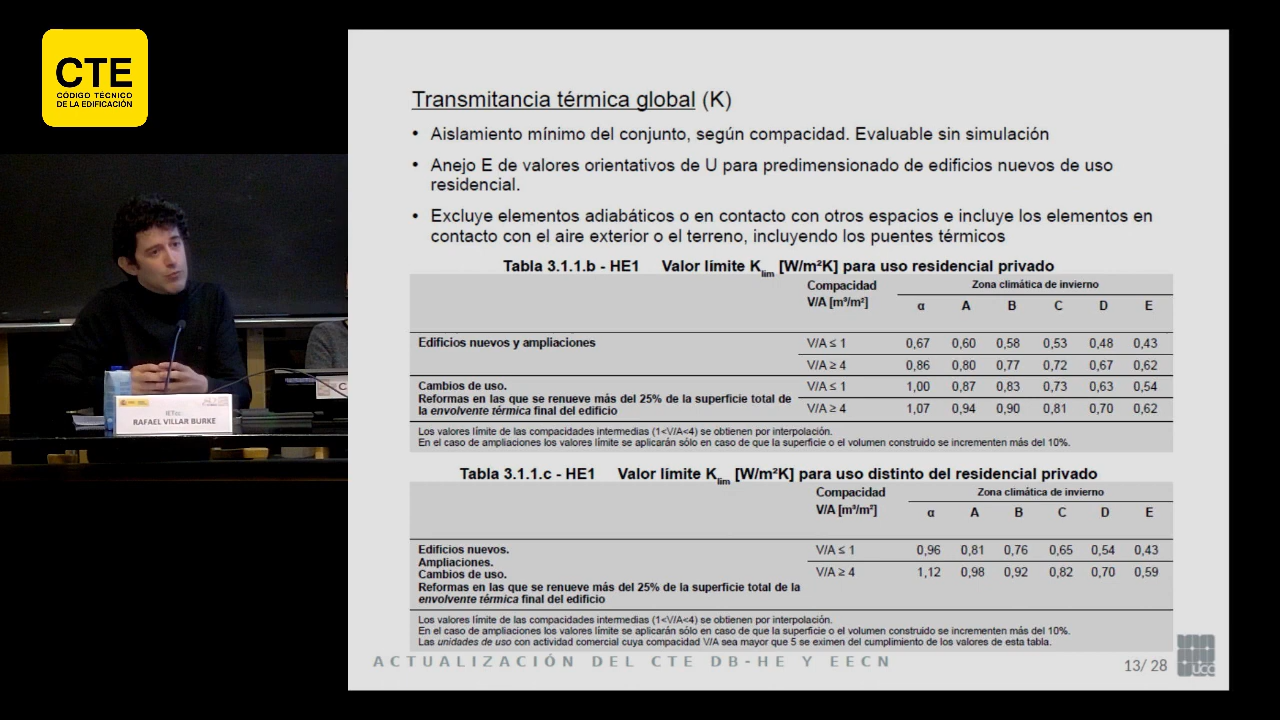 CTE
CÓDIGO TÉCNICO
DE LA EDIFICACIÓN
RAFAEL VILLAR BURKE
Transmitancia térmica global (K)
• Aislamiento mínimo del conjunto, según compacidad. Evaluable sin simulación
• Anejo E de valores orientativos de U para predimensionado de edificios nuevos de uso
residencial.
• Excluye elementos adiabáticos o en contacto con otros espacios e incluye los elementos en
contacto con el aire exterior o el terreno, incluyendo los puentes térmicos
Tabla 3.1.1.b - HE1 Valor límite Klim [W/m²K] para uso residencial privado
Compacidad Zona climática de invierno
V/A [m³/m²] α A B C D E
Edificios nuevos y ampliaciones V/A ≤ 1 0,67 0,60 0,58 0,53 0,48 0,43
V/A ≥ 4 0,86 0,80 0,77 0,72 0,67 0,62
Cambios de uso. V/A ≤ 1 1,00 0,87 0,83 0,73 0,63 0,54
Reformas en las que se renueve más del 25% de la superficie total de
la envolvente térmica final del edificio V/A ≥ 4 1,07 0,94 0,90 0,81 0,70 0,62
Los valores límite de las compacidades intermedias (1<V/A<4) se obtienen por interpolación.
En el caso de ampliaciones los valores límite se aplicarán sólo en caso de que la superficie o el volumen construido se incrementen más del 10%.
Tabla 3.1.1.c - HE1 Valor límite Klim [W/m²K] para uso distinto del residencial privado
Compacidad Zona climática de invierno
V/A [m³/m²] α A B C D E
Edificios nuevos. V/A ≤ 1 0,96 0,81 0,76 0,65 0,54 0,43
Ampliaciones.
Cambios de uso. V/A ≥ 4 1,12 0,98 0,92 0,82 0,70 0,59
Reformas en las que se renueve más del 25% de la superficie total de la
envolvente térmica final del edificio
Los valores límite de las compacidades intermedias (1<V/A<4) se obtienen por interpolación.
En el caso de ampliaciones los valores límite se aplicarán sólo en caso de que la superficie o el volumen construido se incrementen más del 10%.
Las unidades de uso con actividad comercial cuya compacidad V/A sea mayor que 5 se eximen del cumplimiento de los valores de esta tabla.
ACTUALIZACIÓN DEL CTE DB-HE Y EECN
13/ 28